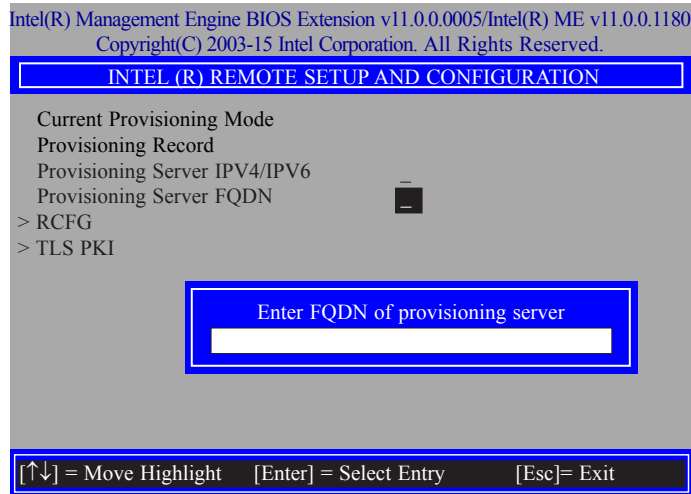 Intel(R) Management Engine BIOS Extension v11.0.0.0005/Intel(R) ME v11.0.0.1180
Copyright(C) 2003-15 Intel Corporation. All Rights Reserved.
INTEL (R) REMOTE SETUP AND CONFIGURATION
Current Provisioning Mode
Provisioning Record
Provisioning Server IPV4/IPV6 _
Provisioning Server FQDN _
> RCFG
> TLS PKI
Enter FQDN of provisioning server
[↑↓] = Move Highlight [Enter] = Select Entry [Esc]= Exit